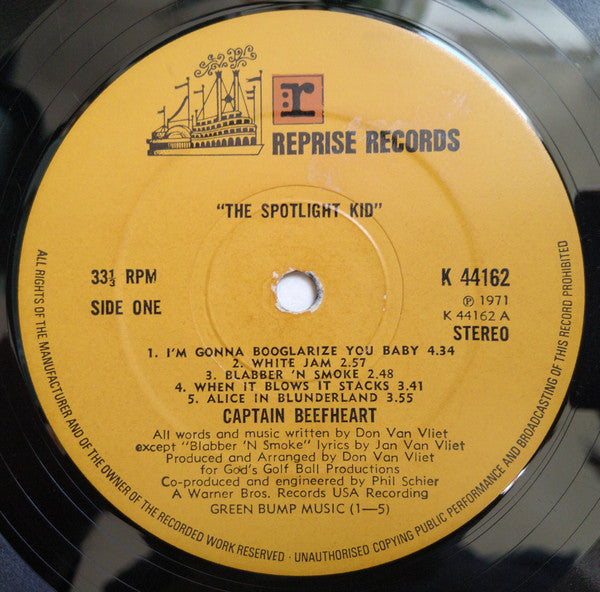 r
REPRISE RECORDS
"THE SPOTLIGHT KID"
33⅓ RPM
SIDE ONE
K 44162
Ⓟ 1971
K 44162 A
STEREO
1. I'M GONNA BOOGLARIZE YOU BABY 4.34
2. WHITE JAM 2.57
3. BLABBER 'N SMOKE 2.48
4. WHEN IT BLOWS IT STACKS 3.41
5. ALICE IN BLUNDERLAND 3.55
CAPTAIN BEEFHEART
All words and music written by Don Van Vliet
except "Blabber 'N Smoke" lyrics by Jan Van Vliet
Produced and Arranged by Don Van Vliet
for God's Golf Ball Productions
Co-produced and engineered by Phil Schier
A Warner Bros. Records USA Recording
GREEN BUMP MUSIC (1—5)
ALL RIGHTS OF THE MANUFACTURER AND OF THE OWNER OF THE RECORDED WORK RESERVED · UNAUTHORISED COPYING PUBLIC PERFORMANCE AND BROADCASTING OF THIS RECORD PROHIBITED